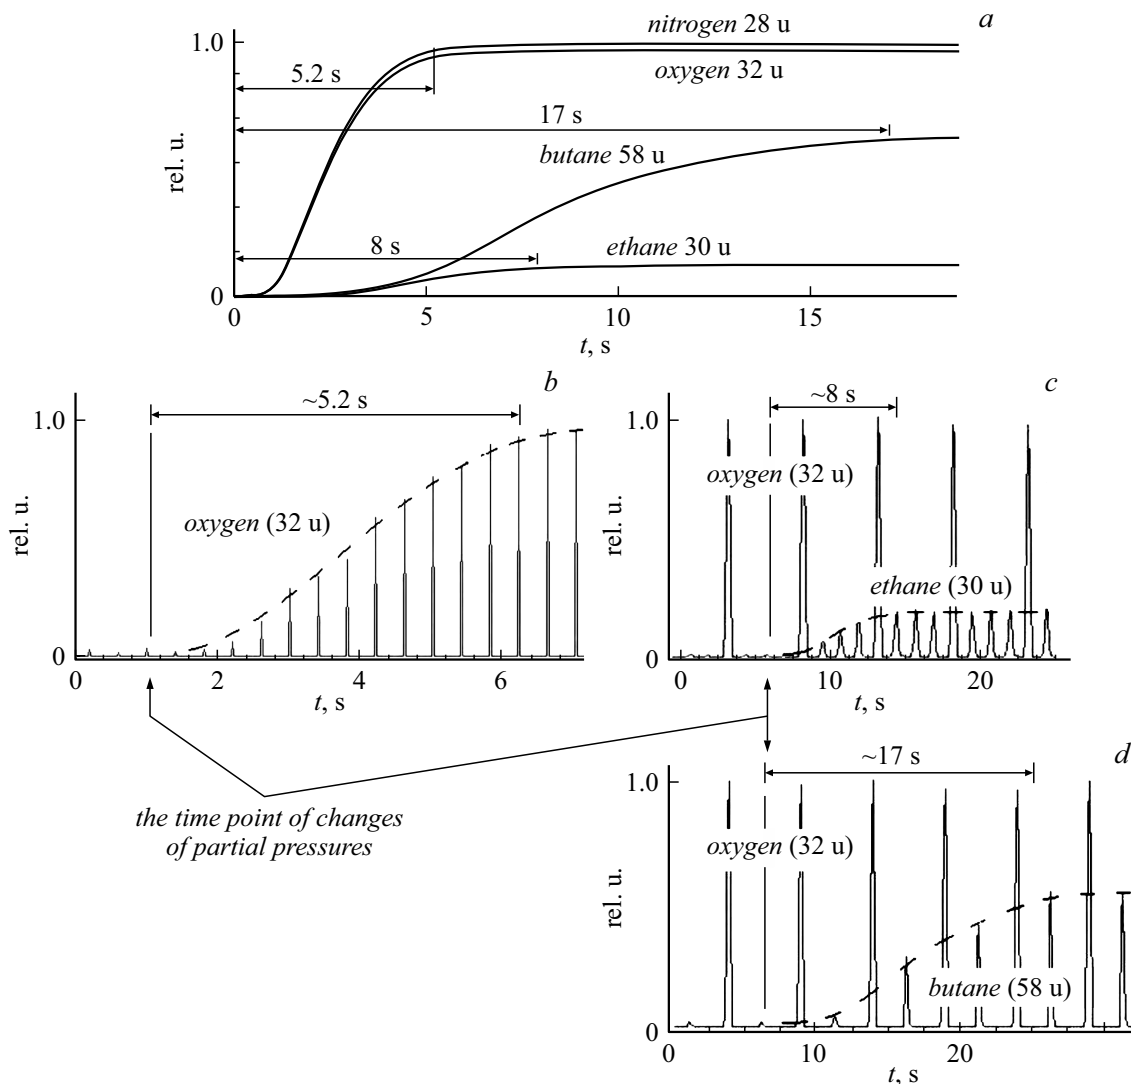 a
nitrogen 28 u
1.0
oxygen 32 u
5.2 s
17 s
rel. u.
butane 58 u
8 s
ethane 30 u
0
0 5 10 15
t, s
b
~5.2 s
1.0
rel. u.
oxygen (32 u)
0
0 2 4 6
t, s
c
~8 s
1.0
oxygen (32 u)
rel. u.
ethane (30 u)
0
0 10 20
t, s
the time point of changes
of partial pressures
d
~17 s
1.0
oxygen (32 u)
rel. u.
butane (58 u)
0
0 10 20
t, s